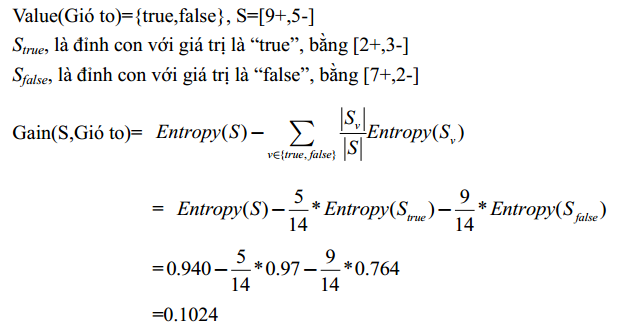 Value(Gió to)={true,false}, S=[9+,5-]
S_true, là đỉnh con với giá trị là “true”, bằng [2+,3-]
S_false, là đỉnh con với giá trị là “false”, bằng [7+,2-]
Gain(S,Gió to)= Entropy(S) − ∑_{v∈{true,false}} |S_v|/|S| Entropy(S_v)
= Entropy(S) − 5/14 * Entropy(S_true) − 9/14 * Entropy(S_false)
=0.940 − 5/14 * 0.97 − 9/14 * 0.764
=0.1024